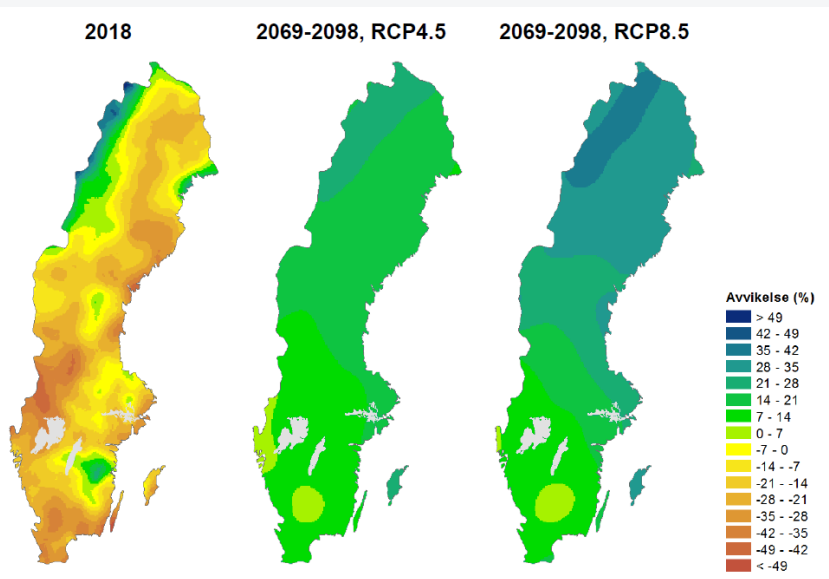 2018
2069-2098, RCP4.5
2069-2098, RCP8.5
Avvikelse (%)
> 49
42 - 49
35 - 42
28 - 35
21 - 28
14 - 21
7 - 14
0 - 7
-7 - 0
-14 - -7
-21 - -14
-28 - -21
-35 - -28
-42 - -35
-49 - -42
< -49